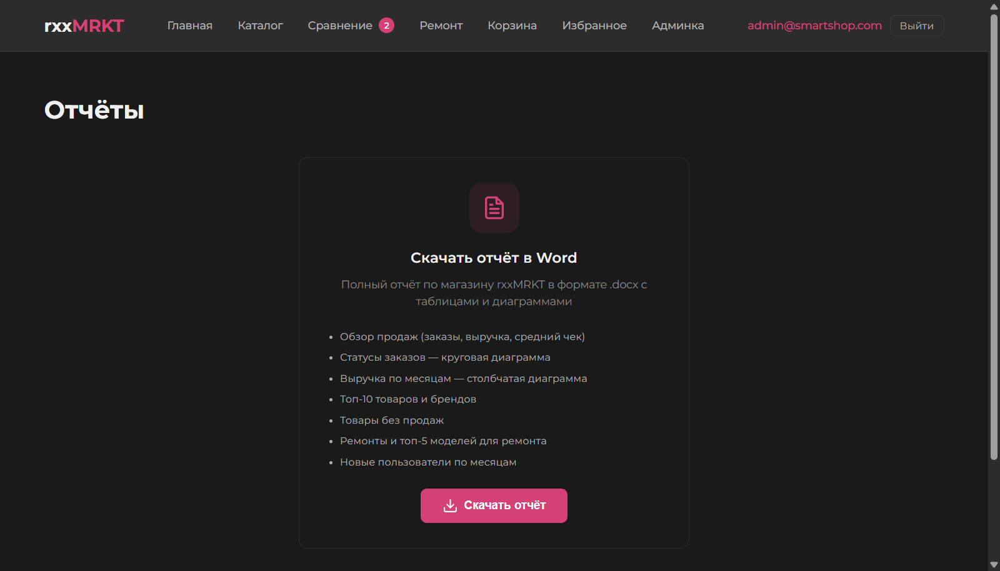 rxxMRKT Главная Каталог Сравнение 2 Ремонт Корзина Избранное Админка admin@smartshop.com Выйти
Отчёты
Скачать отчёт в Word
Полный отчёт по магазину rxxMRKT в формате .docx с
таблицами и диаграммами
• Обзор продаж (заказы, выручка, средний чек)
• Статусы заказов — круговая диаграмма
• Выручка по месяцам — столбчатая диаграмма
• Топ-10 товаров и брендов
• Товары без продаж
• Ремонты и топ-5 моделей для ремонта
• Новые пользователи по месяцам
Скачать отчёт